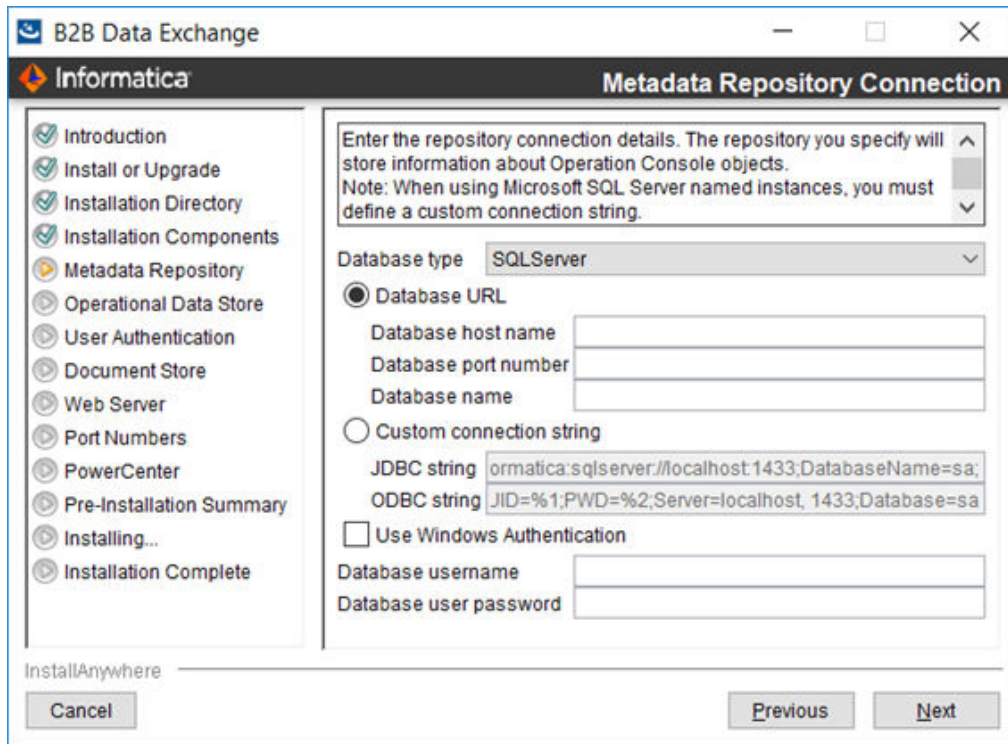 B2B Data Exchange
Informatica
Metadata Repository Connection
Introduction
Install or Upgrade
Installation Directory
Installation Components
Metadata Repository
Operational Data Store
User Authentication
Document Store
Web Server
Port Numbers
PowerCenter
Pre-Installation Summary
Installing...
Installation Complete
Enter the repository connection details. The repository you specify will
store information about Operation Console objects.
Note: When using Microsoft SQL Server named instances, you must
define a custom connection string.
Database type SQLServer
Database URL
Database host name
Database port number
Database name
Custom connection string
JDBC string ormatica:sqlserver://localhost:1433;DatabaseName=sa;
ODBC string JID=%1;PWD=%2;Server=localhost, 1433;Database=sa
Use Windows Authentication
Database username
Database user password
InstallAnywhere
Cancel
Previous
Next